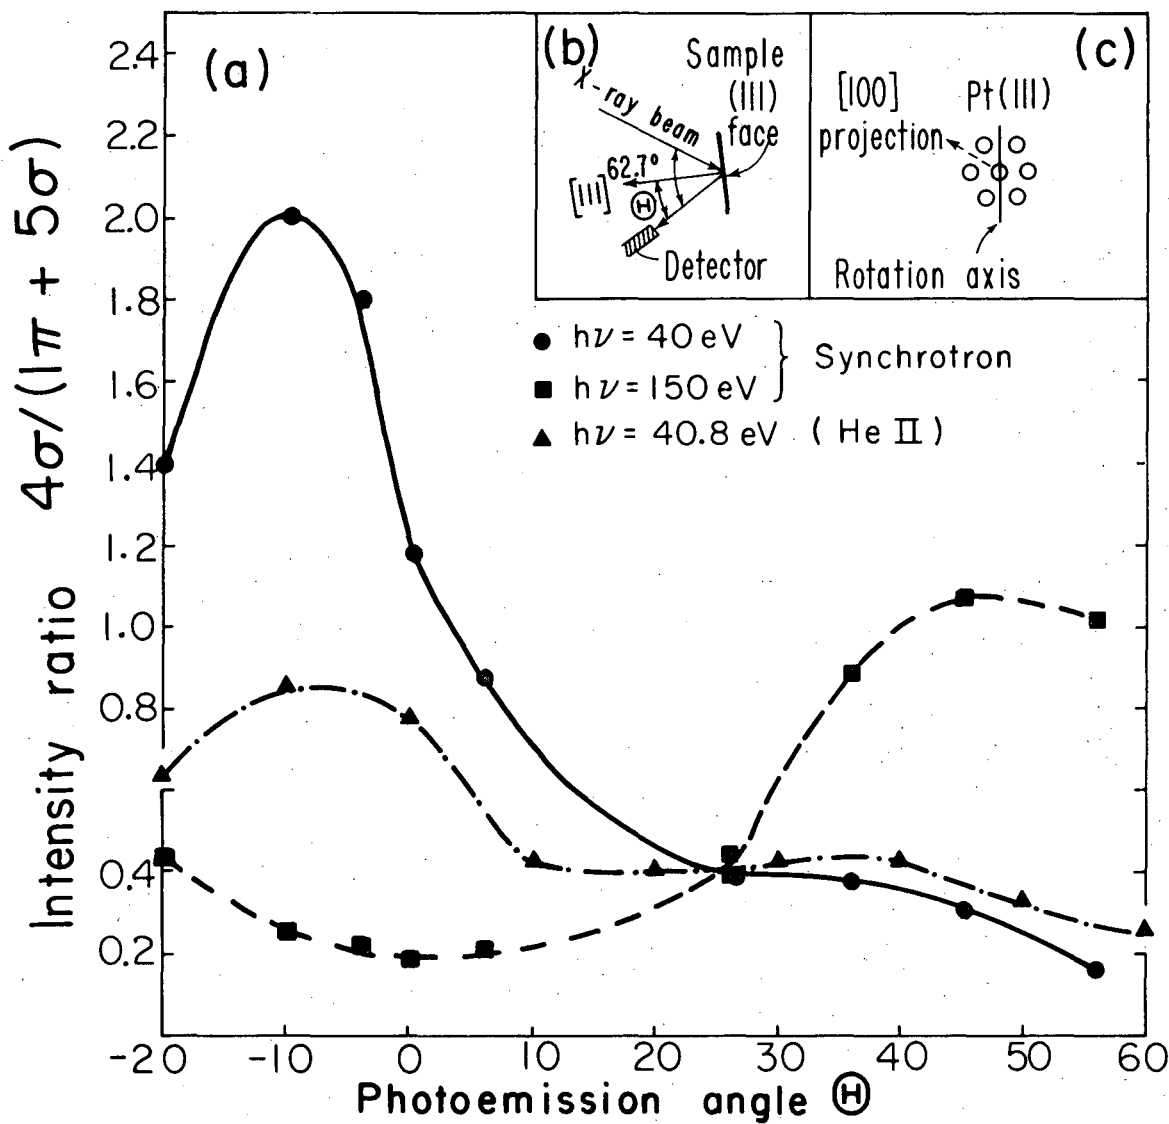 (a)
2.4
2.2
2.0
1.8
1.6
1.4
1.2
1.0
0.8
0.4
0.2
Intensity ratio 4σ/(1π + 5σ)
(b)
Sample
(111)
face
X-ray beam
62.7°
[111]
Θ
Detector
(c)
[100]
projection
Pt(111)
Rotation axis
● hν = 40 eV
■ hν = 150 eV
Synchrotron
▲ hν = 40.8 eV (He II)
-20 -10 0 10 20 30 40 50 60
Photoemission angle Θ